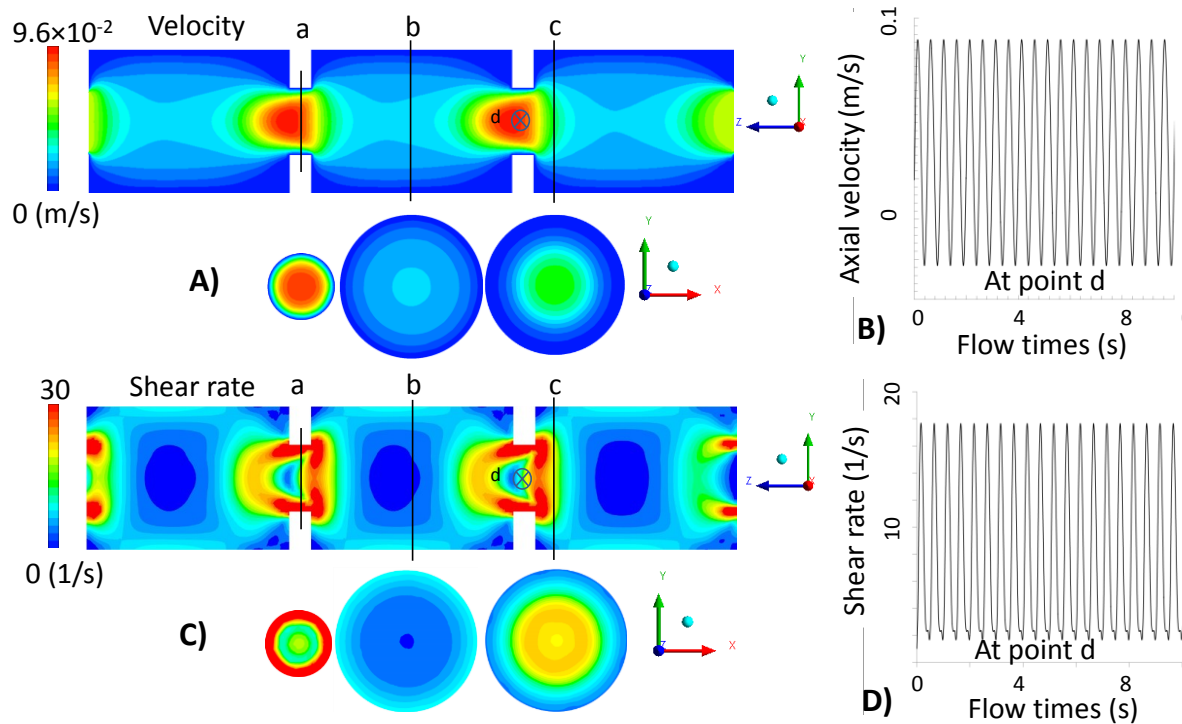 Velocity
9.6×10-2
0 (m/s)
a
b
c
d
Z
Y
X
A)
Y
Z
X
Axial velocity (m/s)
0.1
0
At point d
0
4
8
B)
Flow times (s)
Shear rate
30
0 (1/s)
a
b
c
d
Z
Y
C)
Y
Z
X
Shear rate (1/s)
20
10
At point d
0
4
8
D)
Flow times (s)